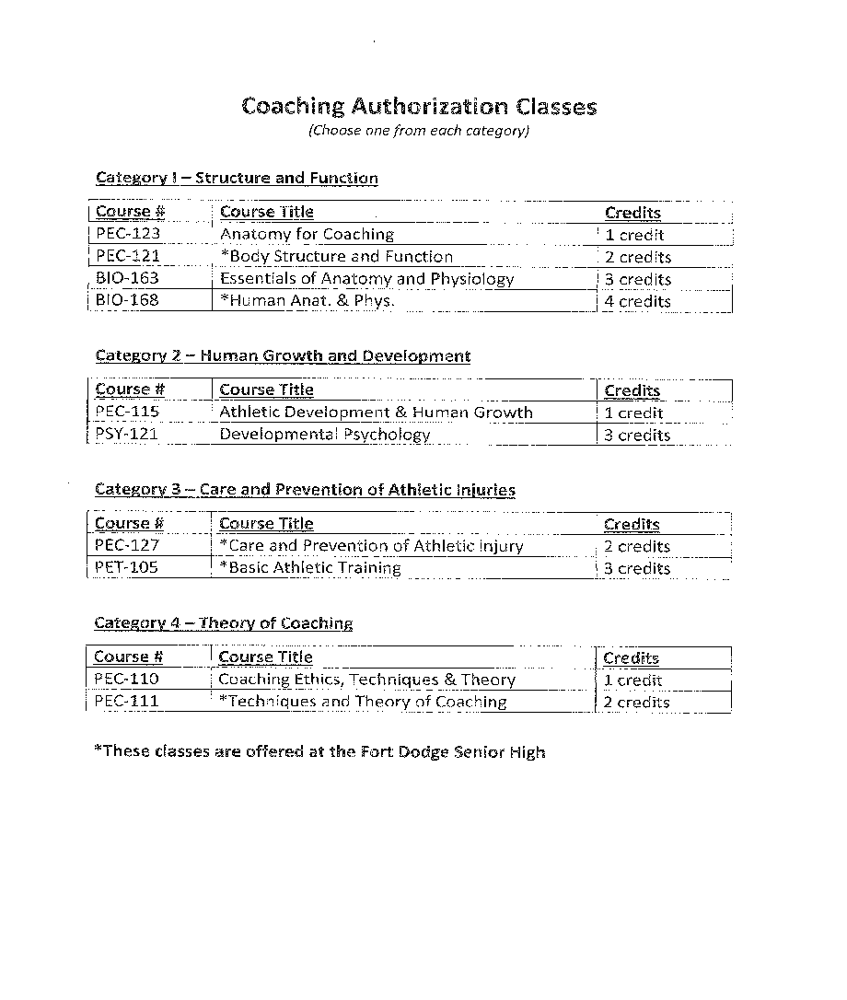 Coaching Authorization Classes
(Choose one from each category)
Category I – Structure and Function
Course # Course Title Credits
PEC-123 Anatomy for Coaching 1 credit
PEC-121 *Body Structure and Function 2 credits
BIO-163 Essentials of Anatomy and Physiology 3 credits
BIO-168 *Human Anat. & Phys. 4 credits
Category 2 – Human Growth and Development
Course # Course Title Credits
PEC-115 Athletic Development & Human Growth 1 credit
PSY-121 Developmental Psychology 3 credits
Category 3 – Care and Prevention of Athletic Injuries
Course # Course Title Credits
PEC-127 *Care and Prevention of Athletic Injury 2 credits
PET-105 *Basic Athletic Training 3 credits
Category 4 – Theory of Coaching
Course # Course Title Credits
PEC-110 Coaching Ethics, Techniques & Theory 1 credit
PEC-111 *Techniques and Theory of Coaching 2 credits
*These classes are offered at the Fort Dodge Senior High